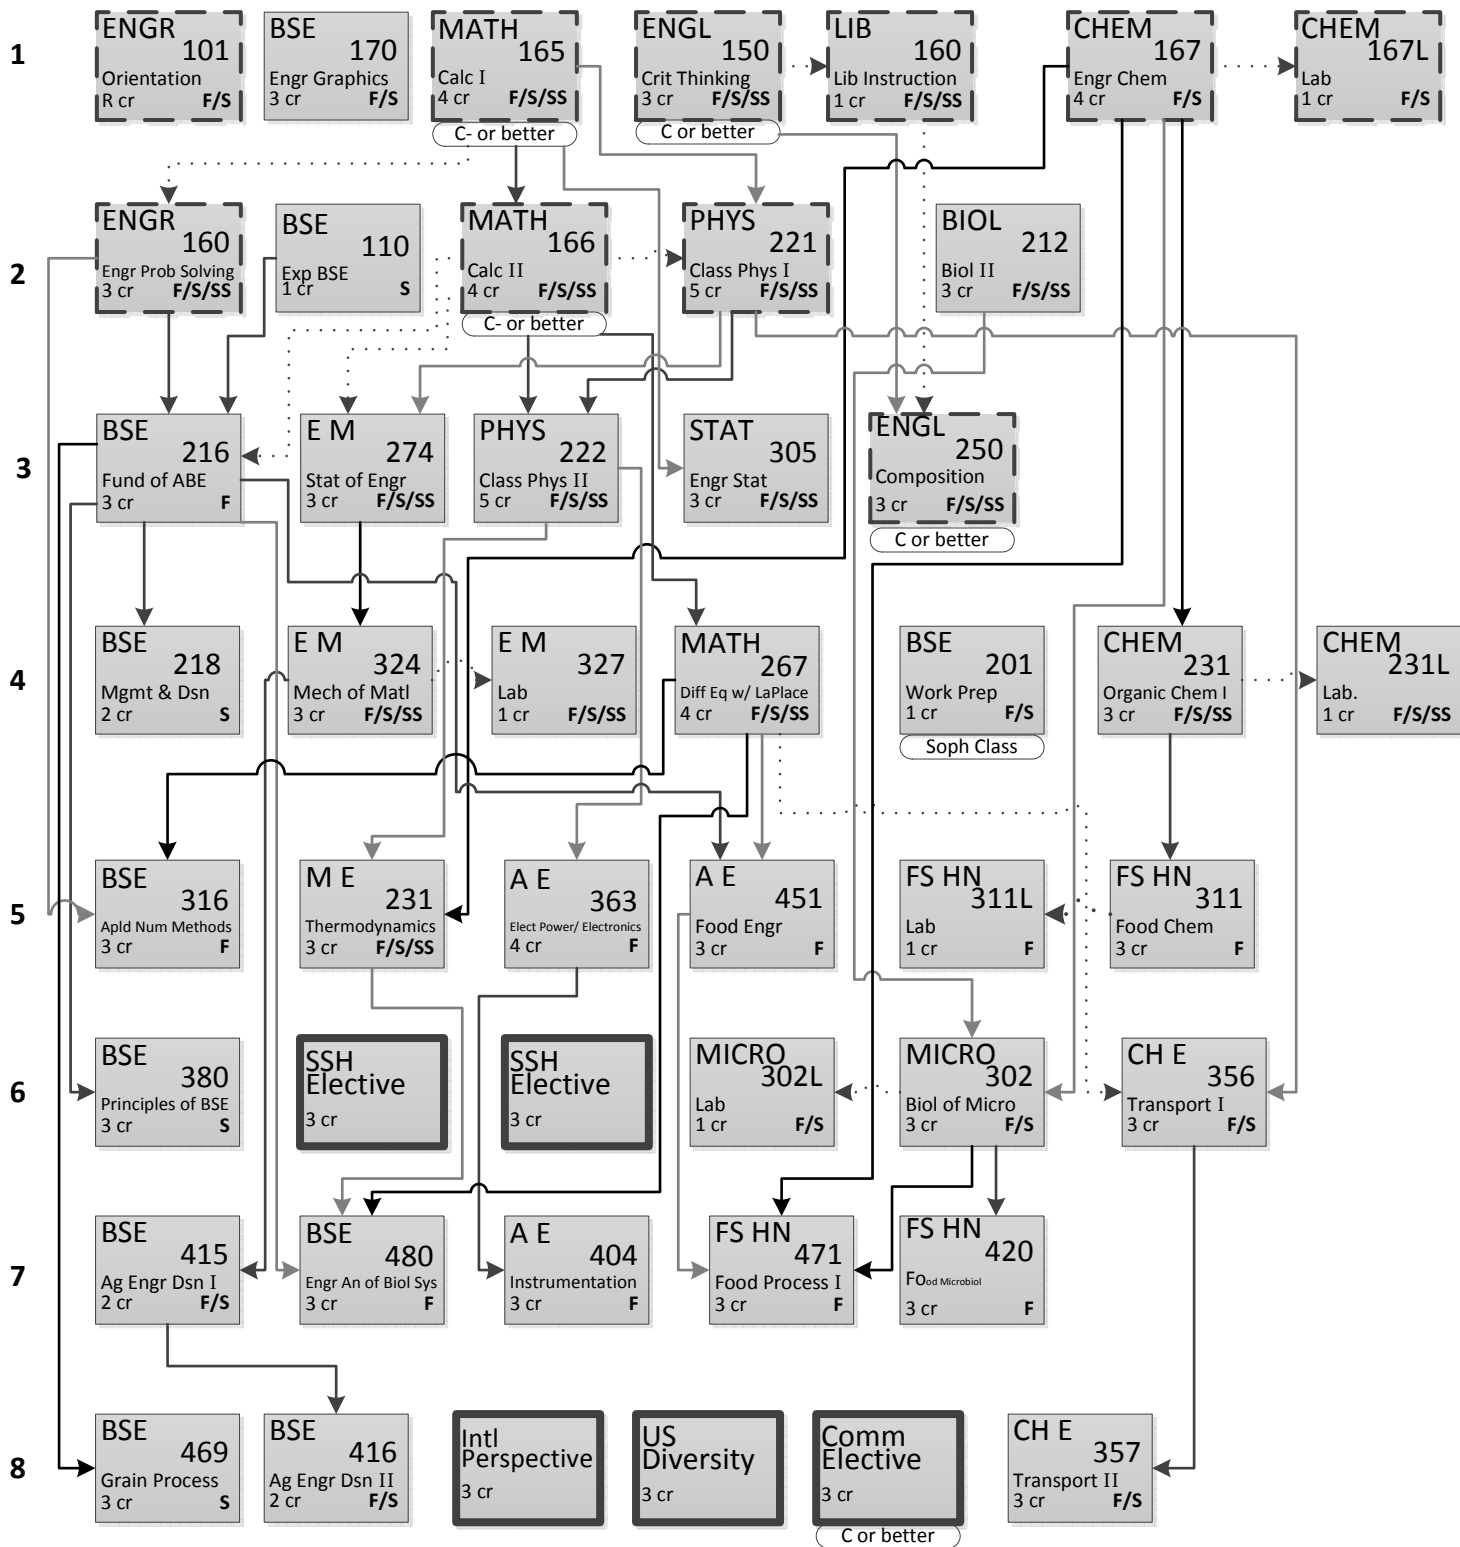 1
ENGR
101
Orientation
R cr F/S
BSE
170
Engr Graphics
3 cr F/S
MATH
165
Calc I
4 cr F/S/SS
C- or better
ENGL
150
Crit Thinking
3 cr F/S/SS
C or better
LIB
160
Lib Instruction
1 cr F/S/SS
CHEM
167
Engr Chem
4 cr F/S
CHEM
167L
Lab
1 cr F/S
2
ENGR
160
Engr Prob Solving
3 cr F/S/SS
BSE
110
Exp BSE
1 cr S
MATH
166
Calc II
4 cr F/S/SS
C- or better
PHYS
221
Class Phys I
5 cr F/S/SS
BIOL
212
Biol II
3 cr F/S/SS
3
BSE
216
Fund of ABE
3 cr F
E M
274
Stat of Engr
3 cr F/S/SS
PHYS
222
Class Phys II
5 cr F/S/SS
STAT
305
Engr Stat
3 cr F/S/SS
ENGL
250
Composition
3 cr F/S/SS
C or better
4
BSE
218
Mgmt & Dsn
2 cr S
E M
324
Mech of Matl
3 cr F/S/SS
E M
327
Lab
1 cr F/S/SS
MATH
267
Diff Eq w/ LaPlace
4 cr F/S/SS
BSE
201
Work Prep
1 cr F/S
Soph Class
CHEM
231
Organic Chem I
3 cr F/S/SS
CHEM
231L
Lab.
1 cr F/S/SS
5
BSE
316
Apld Num Methods
3 cr F
M E
231
Thermodynamics
3 cr F/S/SS
A E
363
Elect Power/ Electronics
4 cr F
A E
451
Food Engr
3 cr F
FS HN
311L
Lab
1 cr F
FS HN
311
Food Chem
3 cr F
6
BSE
380
Principles of BSE
3 cr S
SSH
Elective
3 cr
SSH
Elective
3 cr
MICRO
302L
Lab
1 cr F/S
MICRO
302
Biol of Micro
3 cr F/S
CH E
356
Transport I
3 cr F/S
7
BSE
415
Ag Engr Dsn I
2 cr F/S
BSE
480
Engr An of Biol Sys
3 cr F
A E
404
Instrumentation
3 cr F
FS HN
471
Food Process I
3 cr F
FS HN
420
Food Microbiol
3 cr F
8
BSE
469
Grain Process
3 cr S
BSE
416
Ag Engr Dsn II
2 cr F/S
Intl
Perspective
3 cr
US
Diversity
3 cr
Comm
Elective
3 cr
C or better
CH E
357
Transport II
3 cr F/S